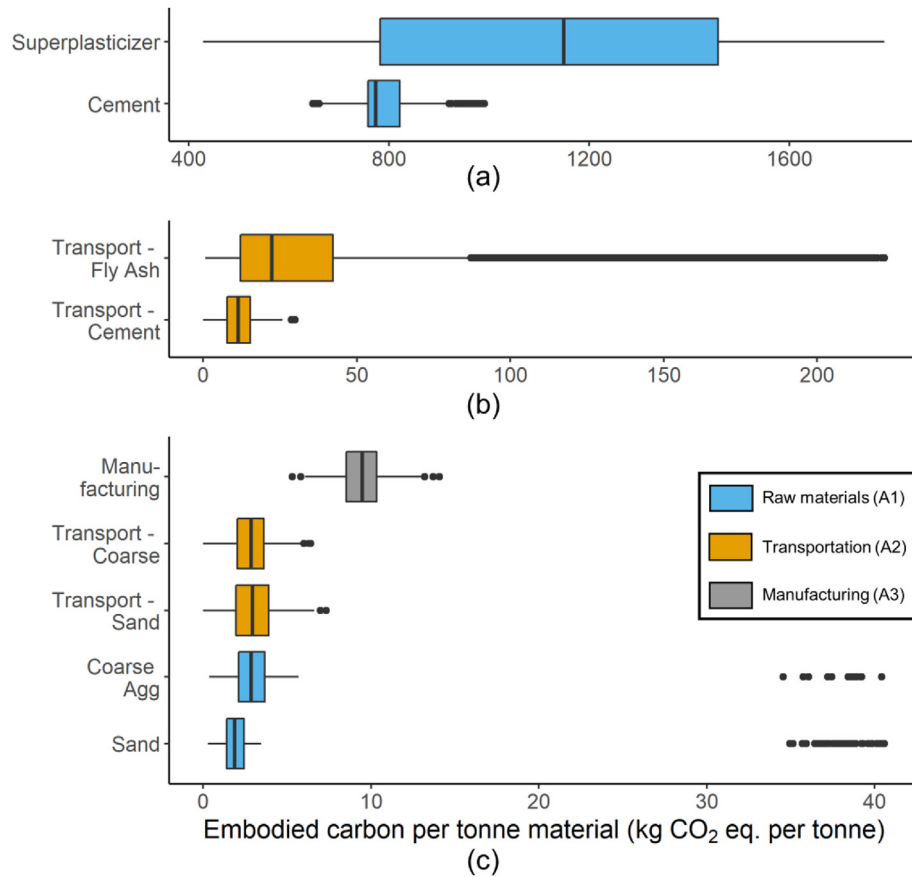 Superplasticizer
Cement
400 800 1200 1600
(a)
Transport -
Fly Ash
Transport -
Cement
0 50 100 150 200
(b)
Manu-
facturing
Transport -
Coarse
Transport -
Sand
Coarse
Agg
Sand
Raw materials (A1)
Transportation (A2)
Manufacturing (A3)
0 10 20 30 40
Embodied carbon per tonne material (kg CO₂ eq. per tonne)
(c)